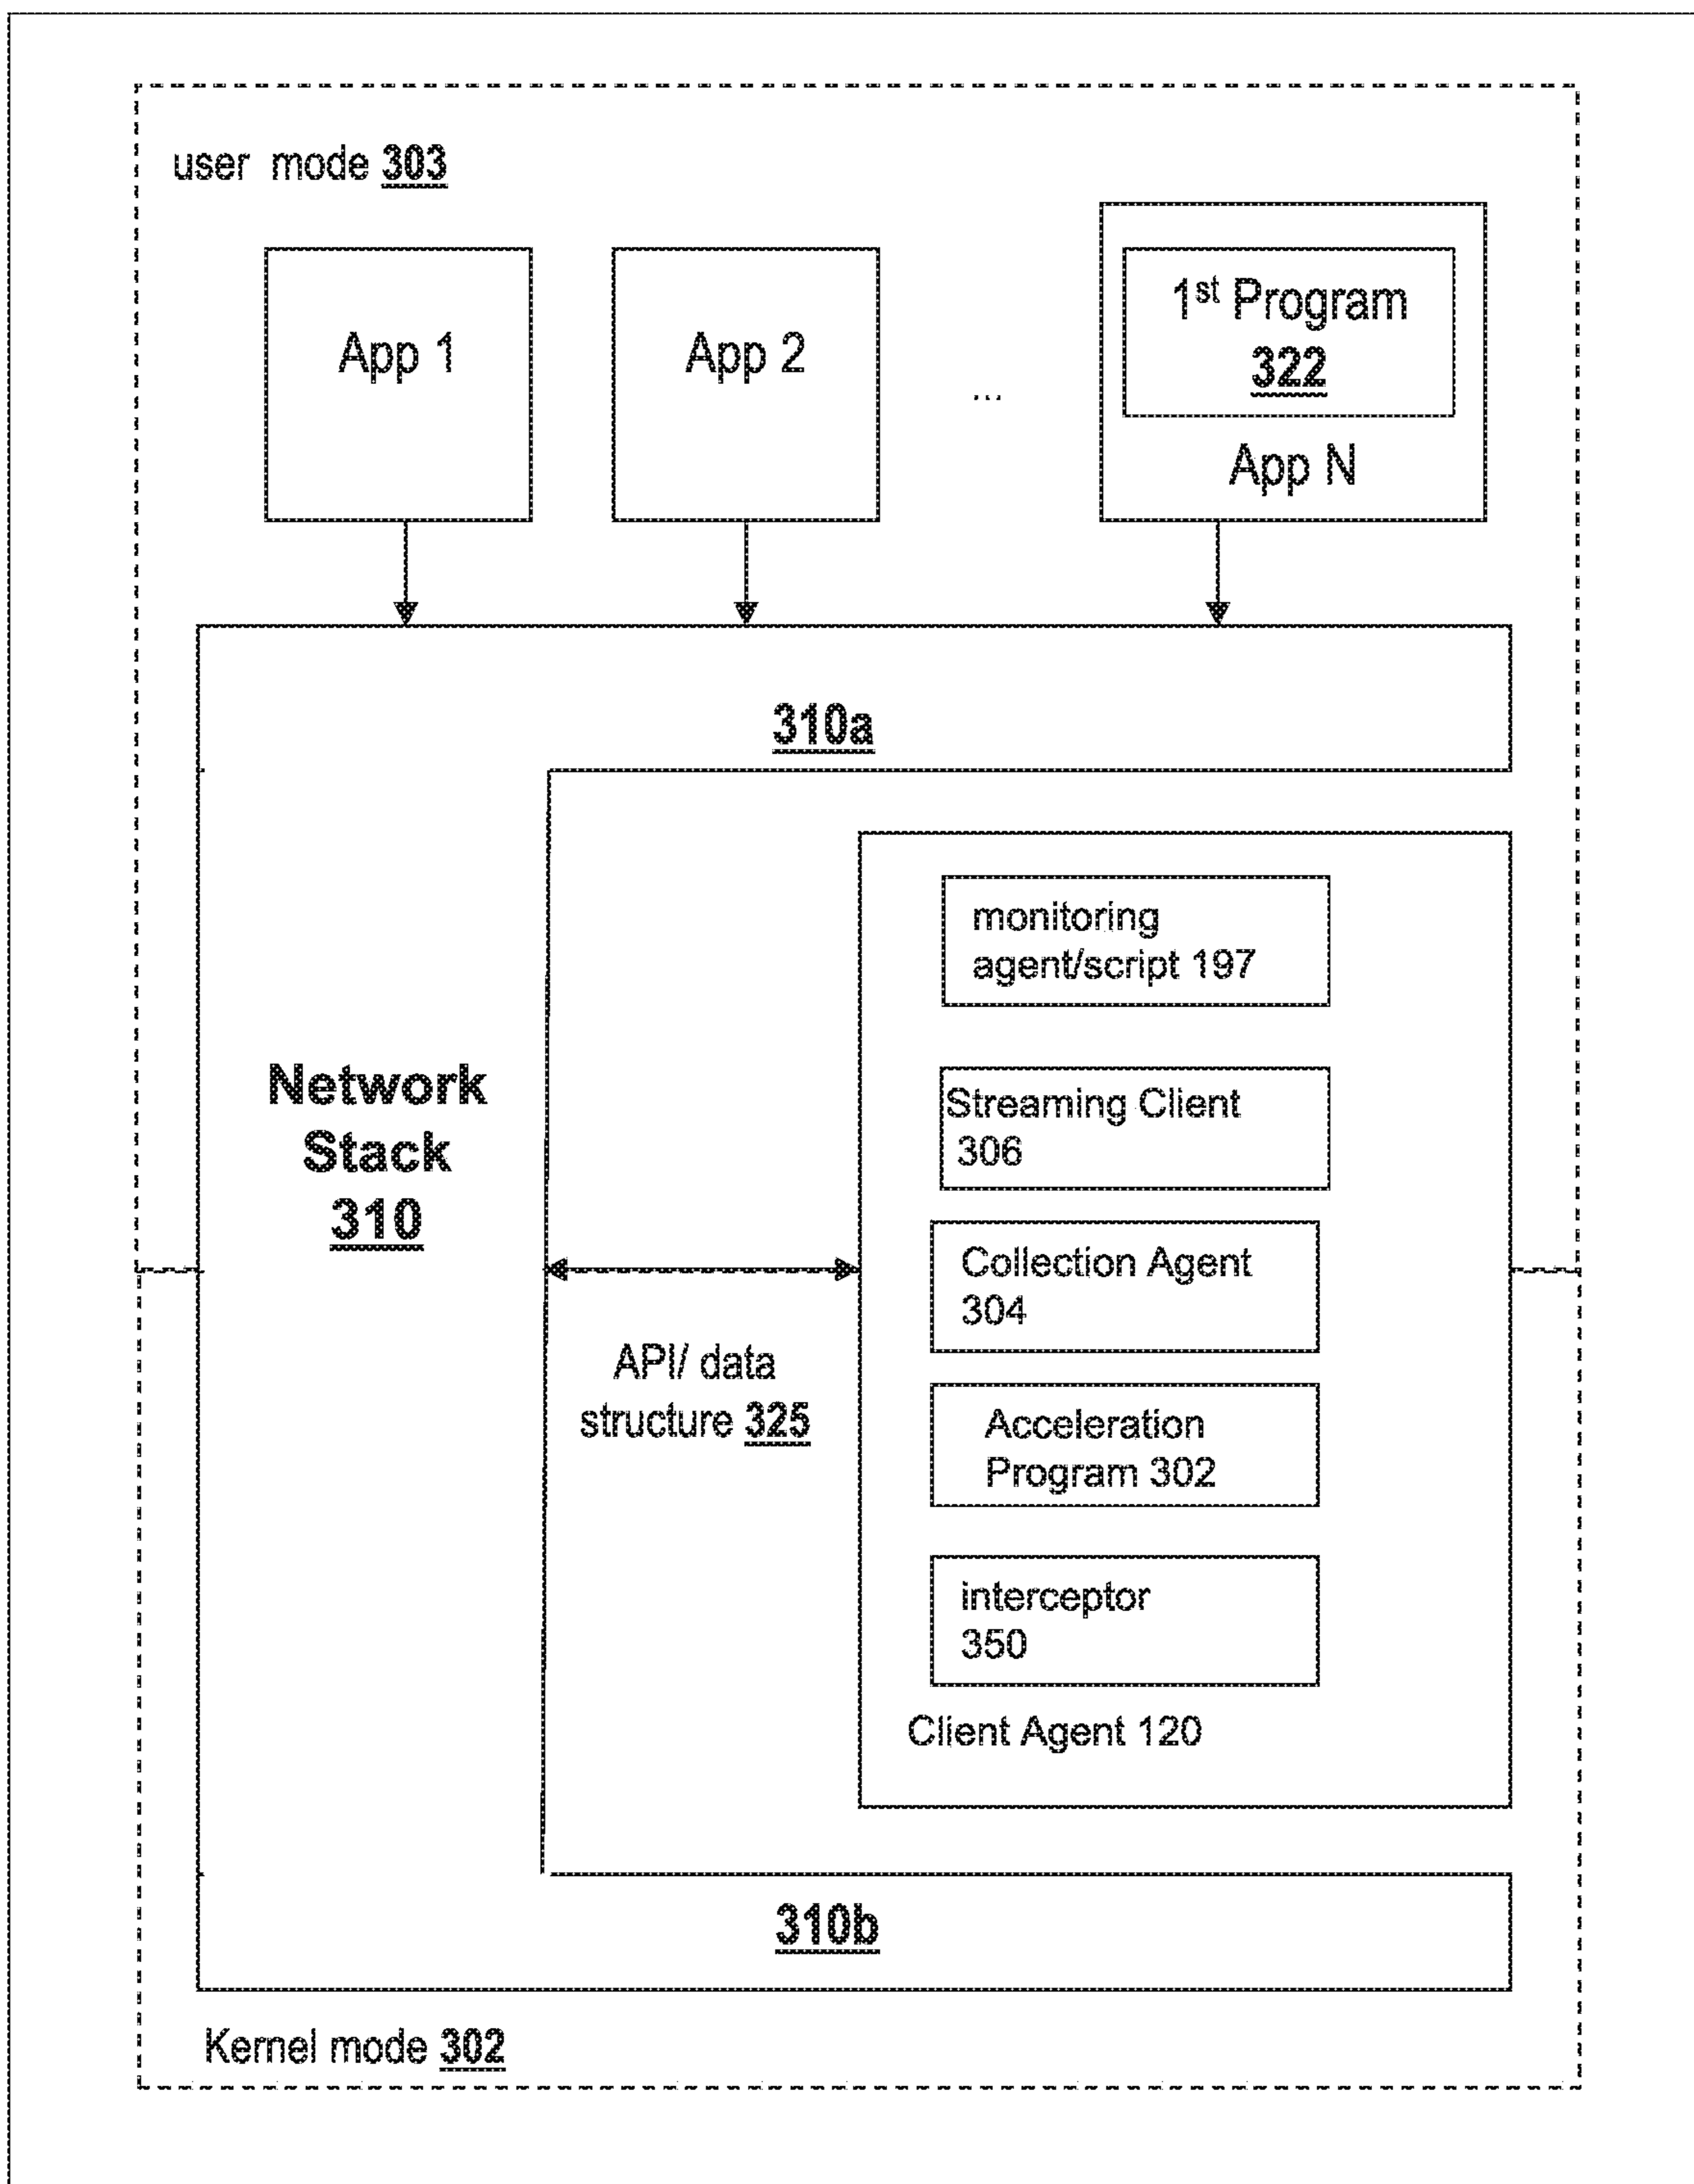 user mode 303
App 1
App 2
...
1st Program
322
App N
310a
Network
Stack
310
API/ data
structure 325
monitoring
agent/script 197
Streaming Client
306
Collection Agent
304
Acceleration
Program 302
interceptor
350
Client Agent 120
310b
Kernel mode 302